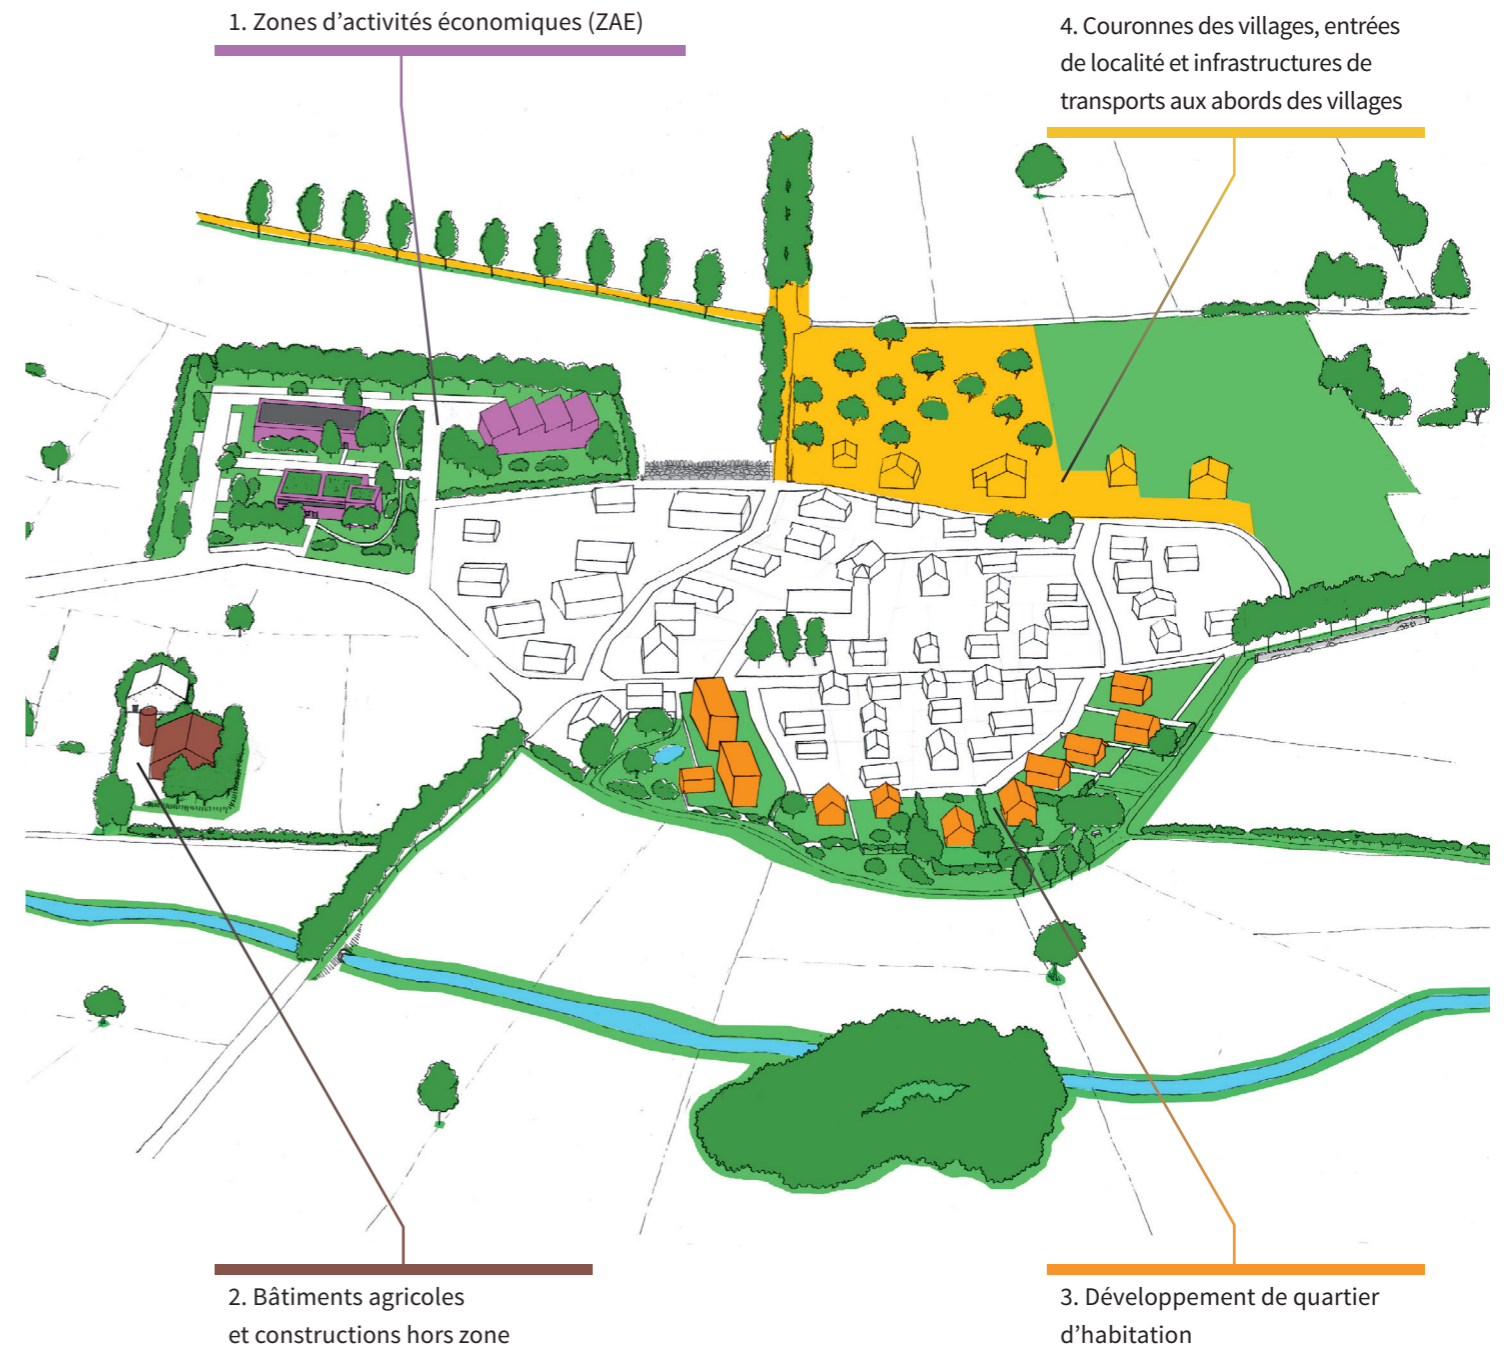 1. Zones d’activités économiques (ZAE)
4. Couronnes des villages, entrées
de localité et infrastructures de
transports aux abords des villages
2. Bâtiments agricoles
et constructions hors zone
3. Développement de quartier
d’habitation